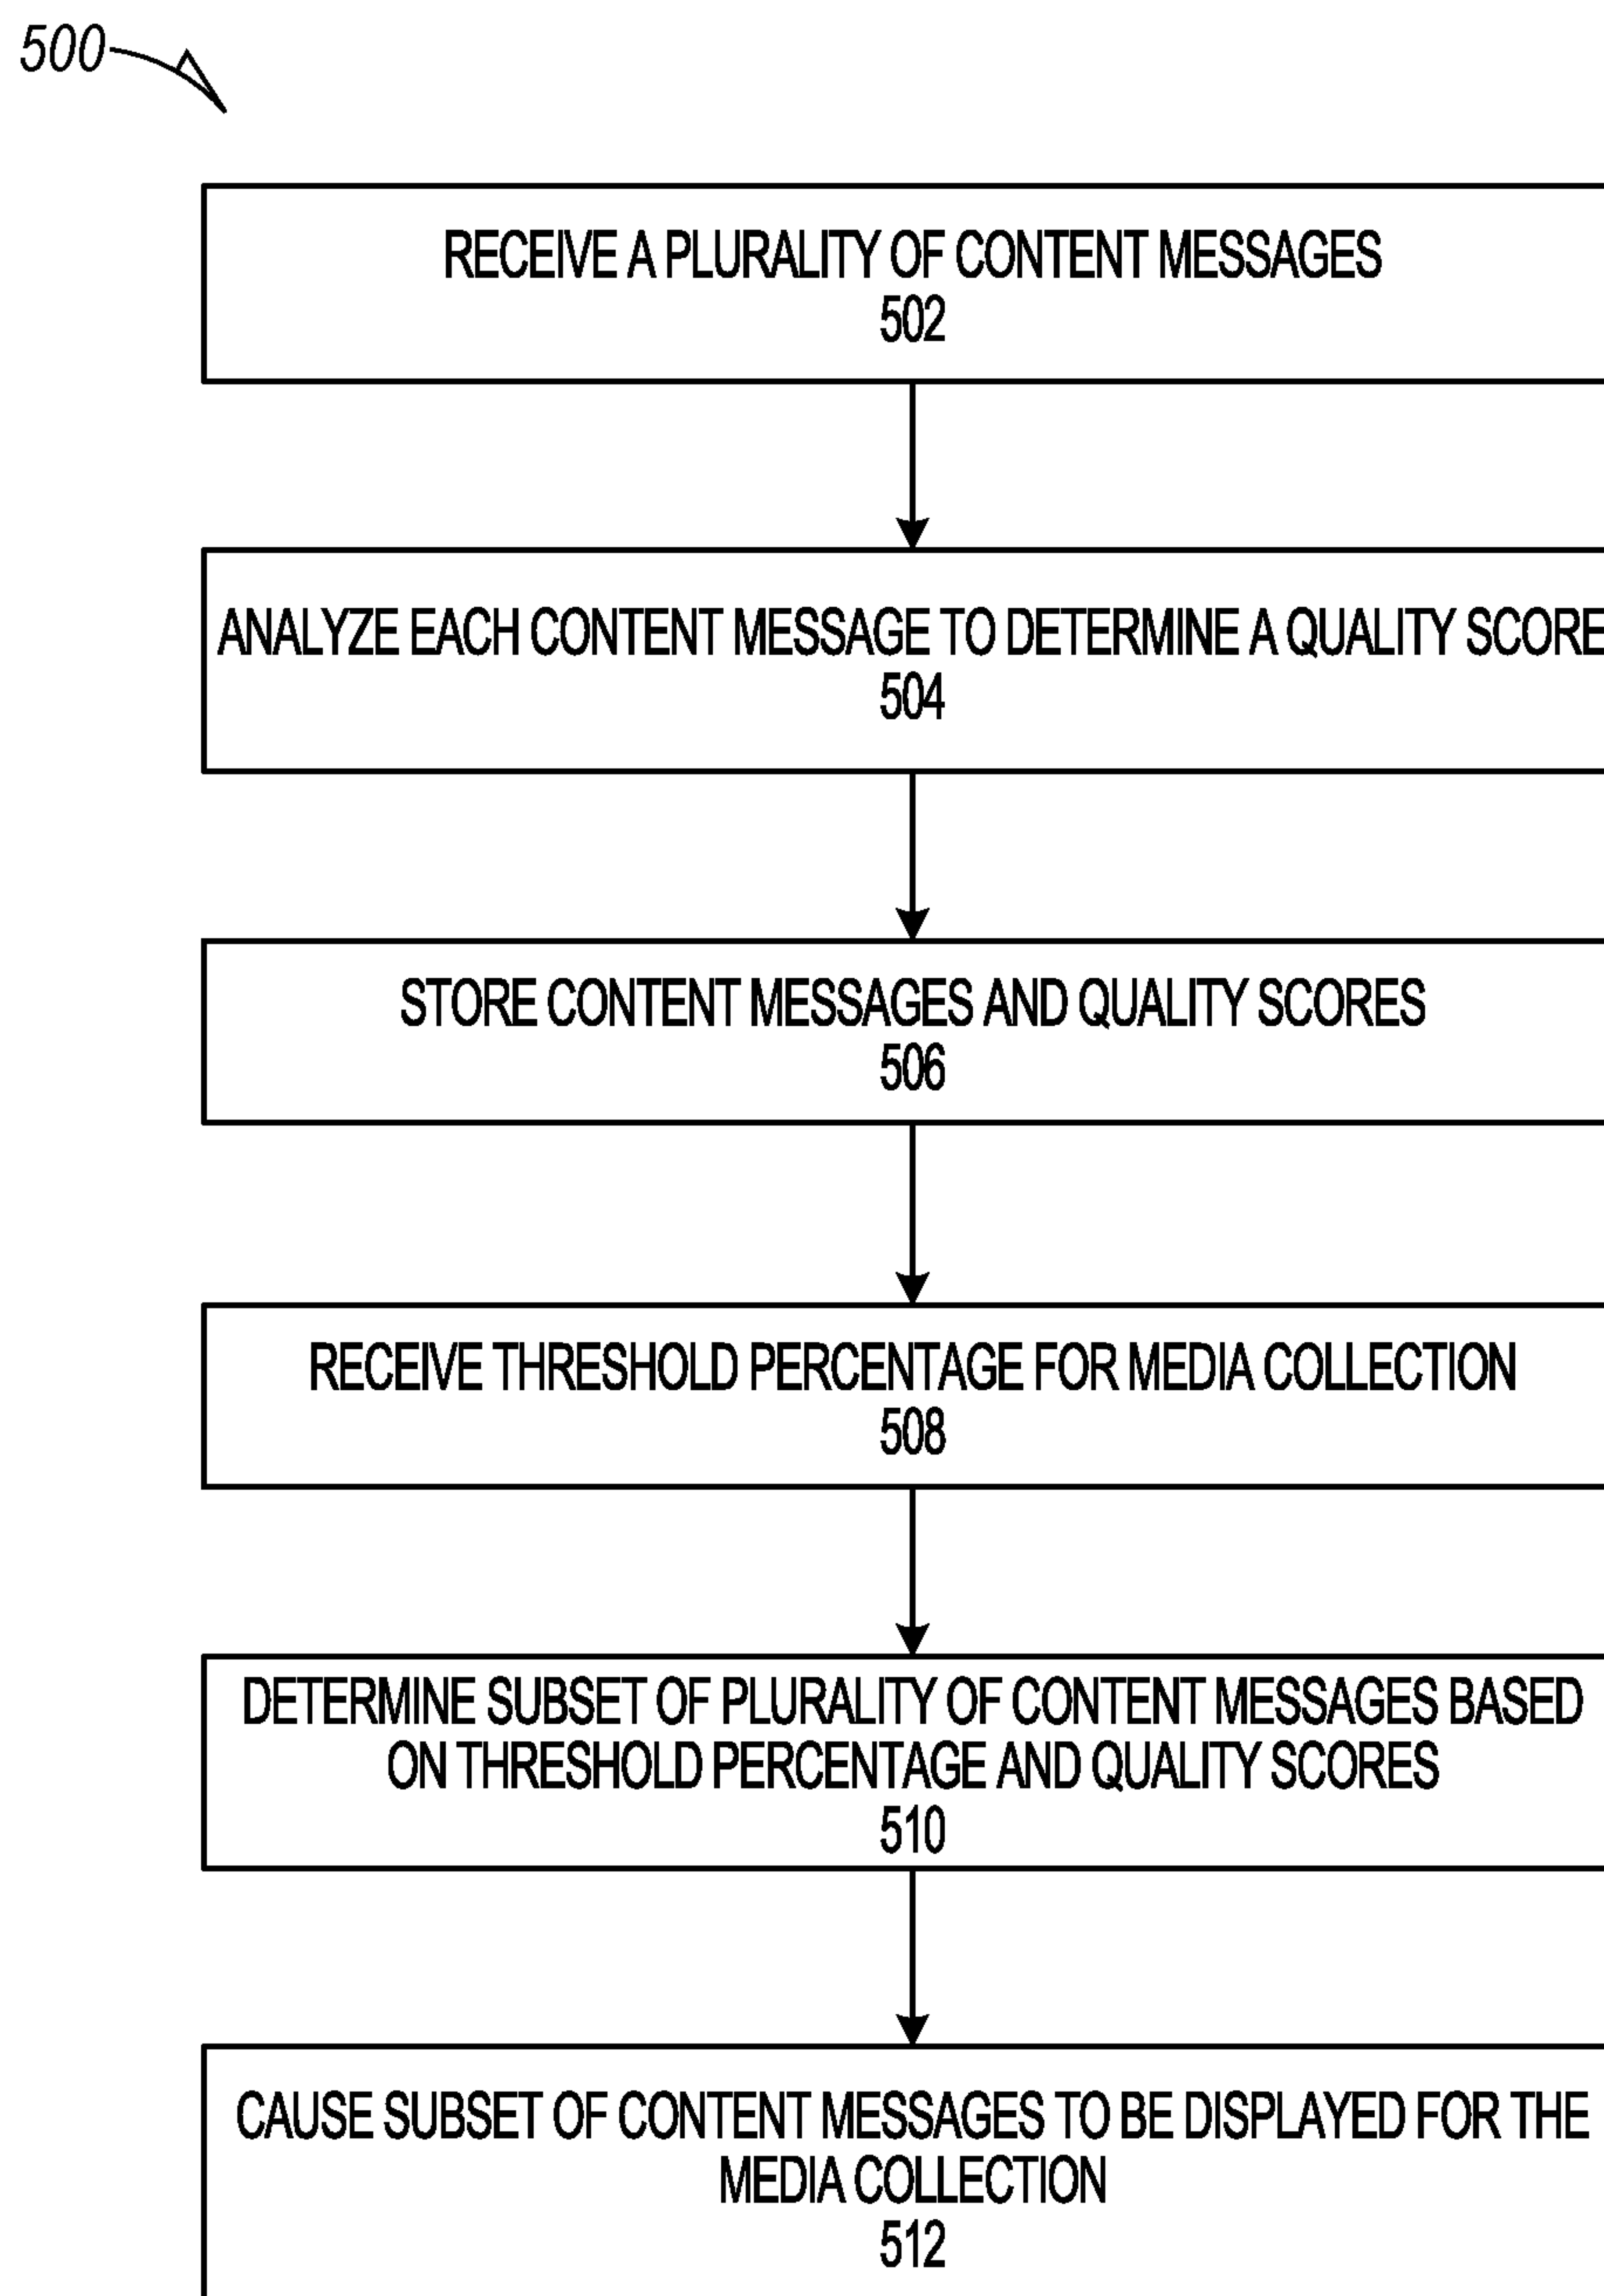 500
RECEIVE A PLURALITY OF CONTENT MESSAGES
502
ANALYZE EACH CONTENT MESSAGE TO DETERMINE A QUALITY SCORE
504
STORE CONTENT MESSAGES AND QUALITY SCORES
506
RECEIVE THRESHOLD PERCENTAGE FOR MEDIA COLLECTION
508
DETERMINE SUBSET OF PLURALITY OF CONTENT MESSAGES BASED
ON THRESHOLD PERCENTAGE AND QUALITY SCORES
510
CAUSE SUBSET OF CONTENT MESSAGES TO BE DISPLAYED FOR THE
MEDIA COLLECTION
512